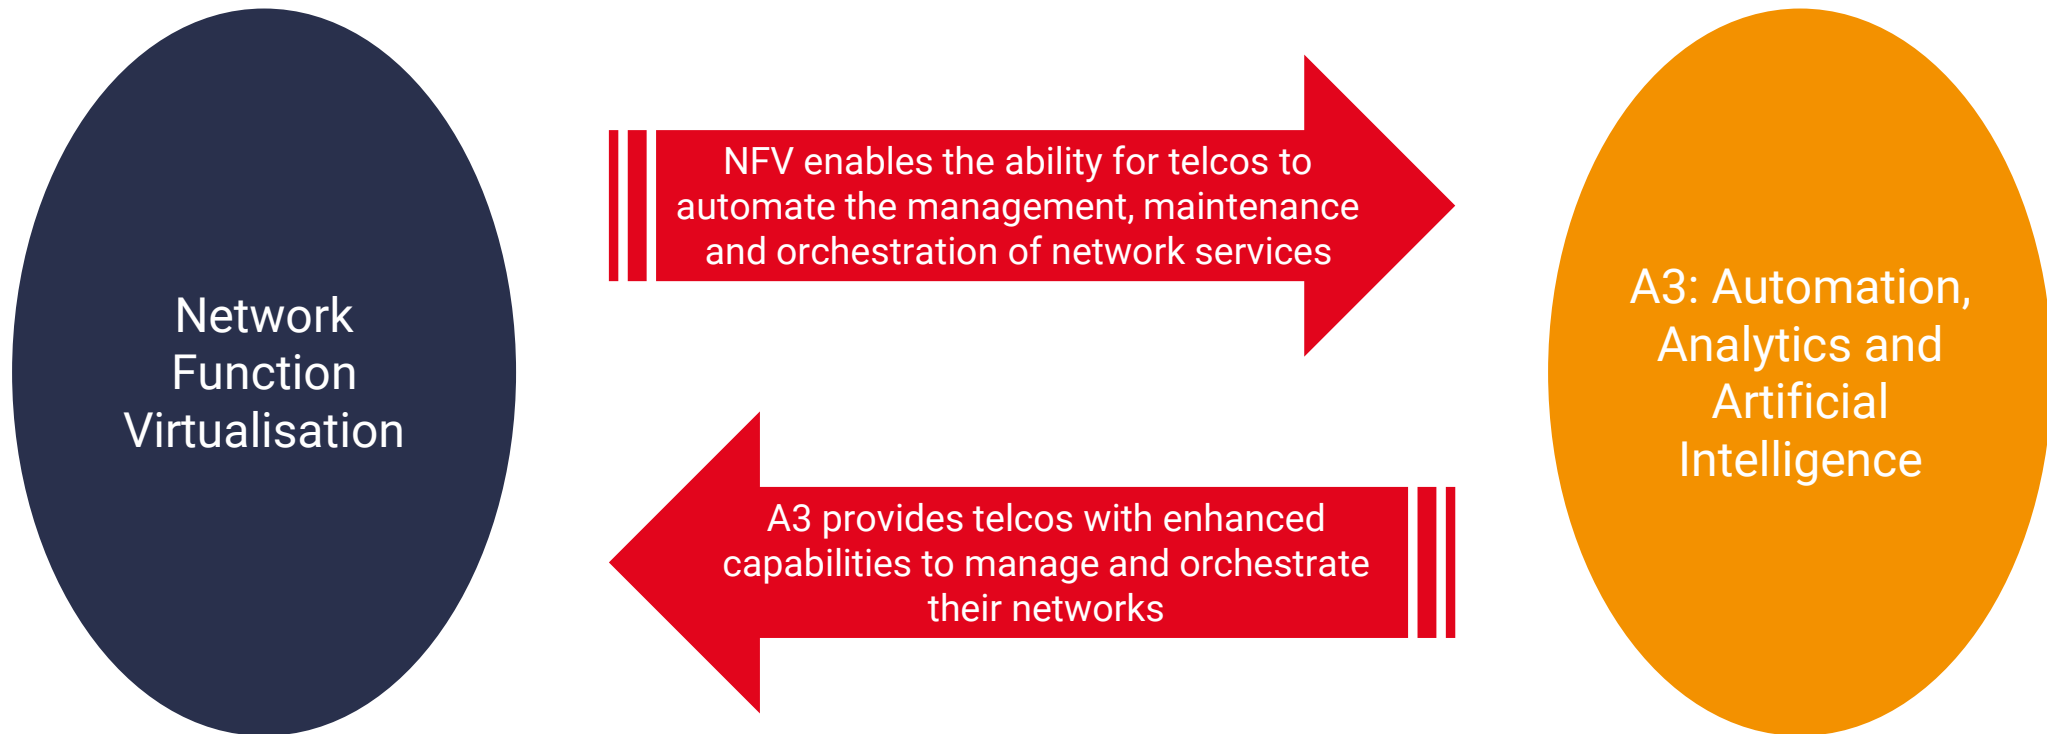 Network
Function
Virtualisation
NFV enables the ability for telcos to
automate the management, maintenance
and orchestration of network services
A3 provides telcos with enhanced
capabilities to manage and orchestrate
their networks
A3: Automation,
Analytics and
Artificial
Intelligence